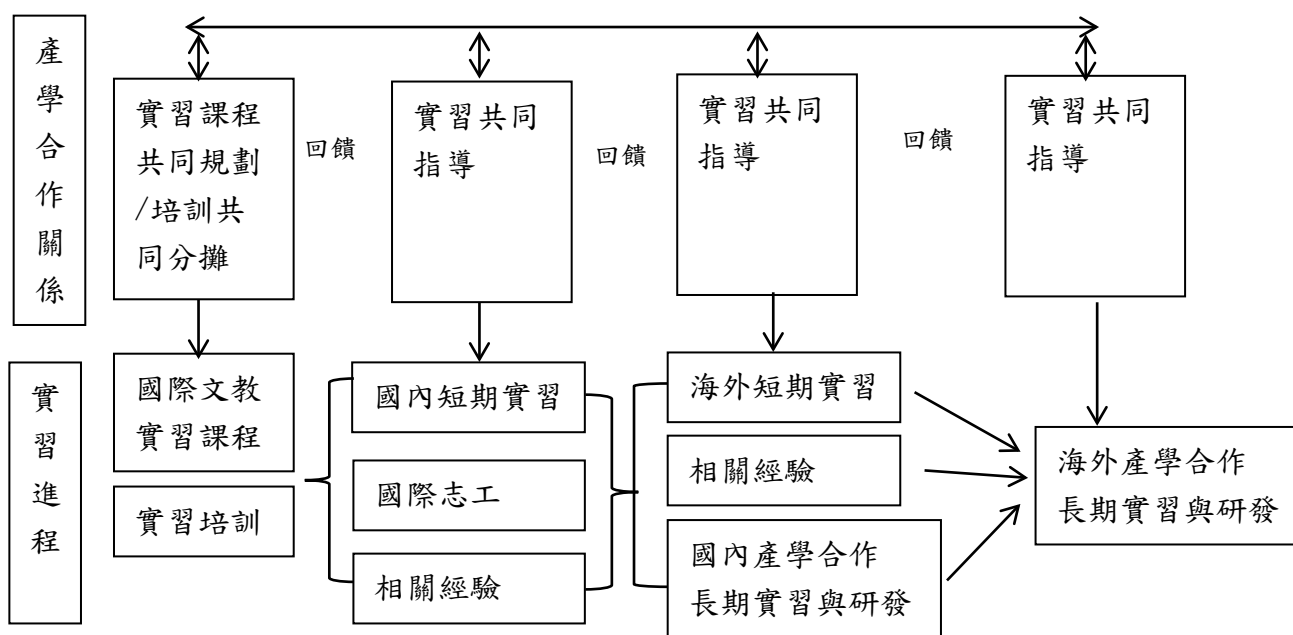 產
學
合
作
關
係
實習課程
共同規劃
/培訓共
同分攤
回饋
實習共同
指導
回饋
實習共同
指導
回饋
實習共同
指導
實
習
進
程
國際文教
實習課程
實習培訓
國內短期實習
國際志工
相關經驗
海外短期實習
相關經驗
國內產學合作
長期實習與研發
海外產學合作
長期實習與研發